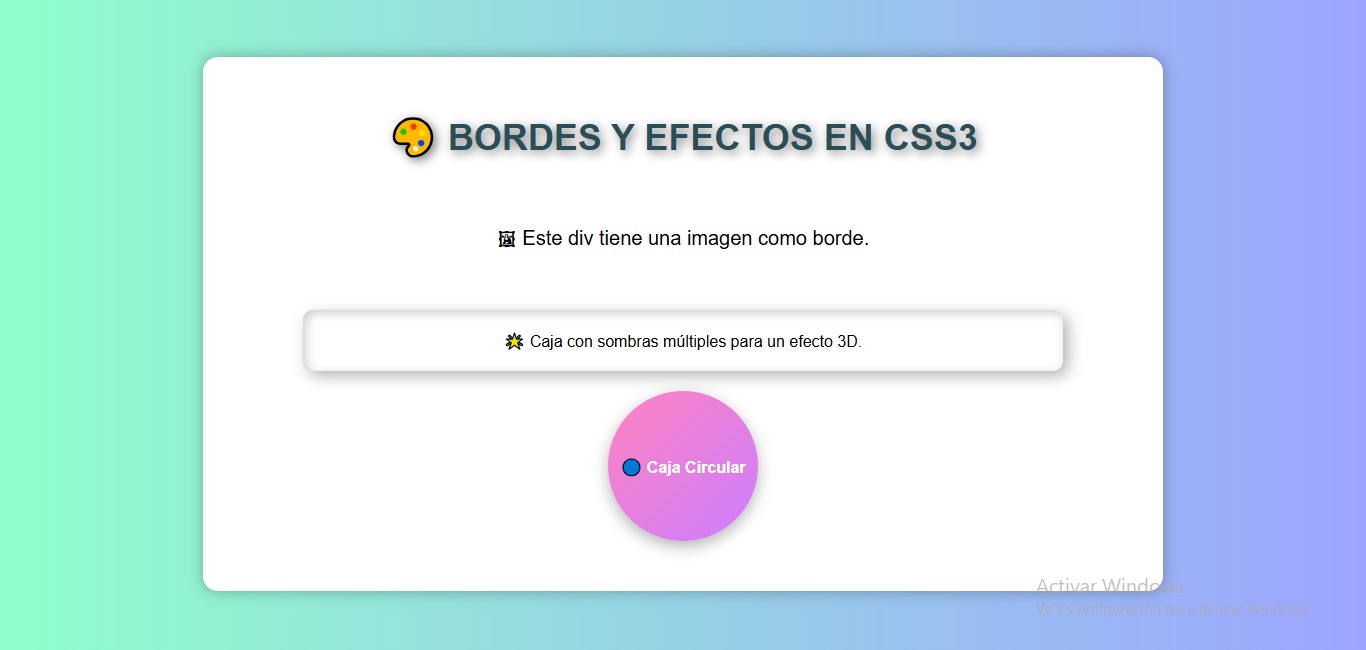 🎨 BORDES Y EFECTOS EN CSS3
🖼 Este div tiene una imagen como borde.
🌟 Caja con sombras múltiples para un efecto 3D.
🔵 Caja Circular
Activar Windows
Ve a Configuración para activar Windows.